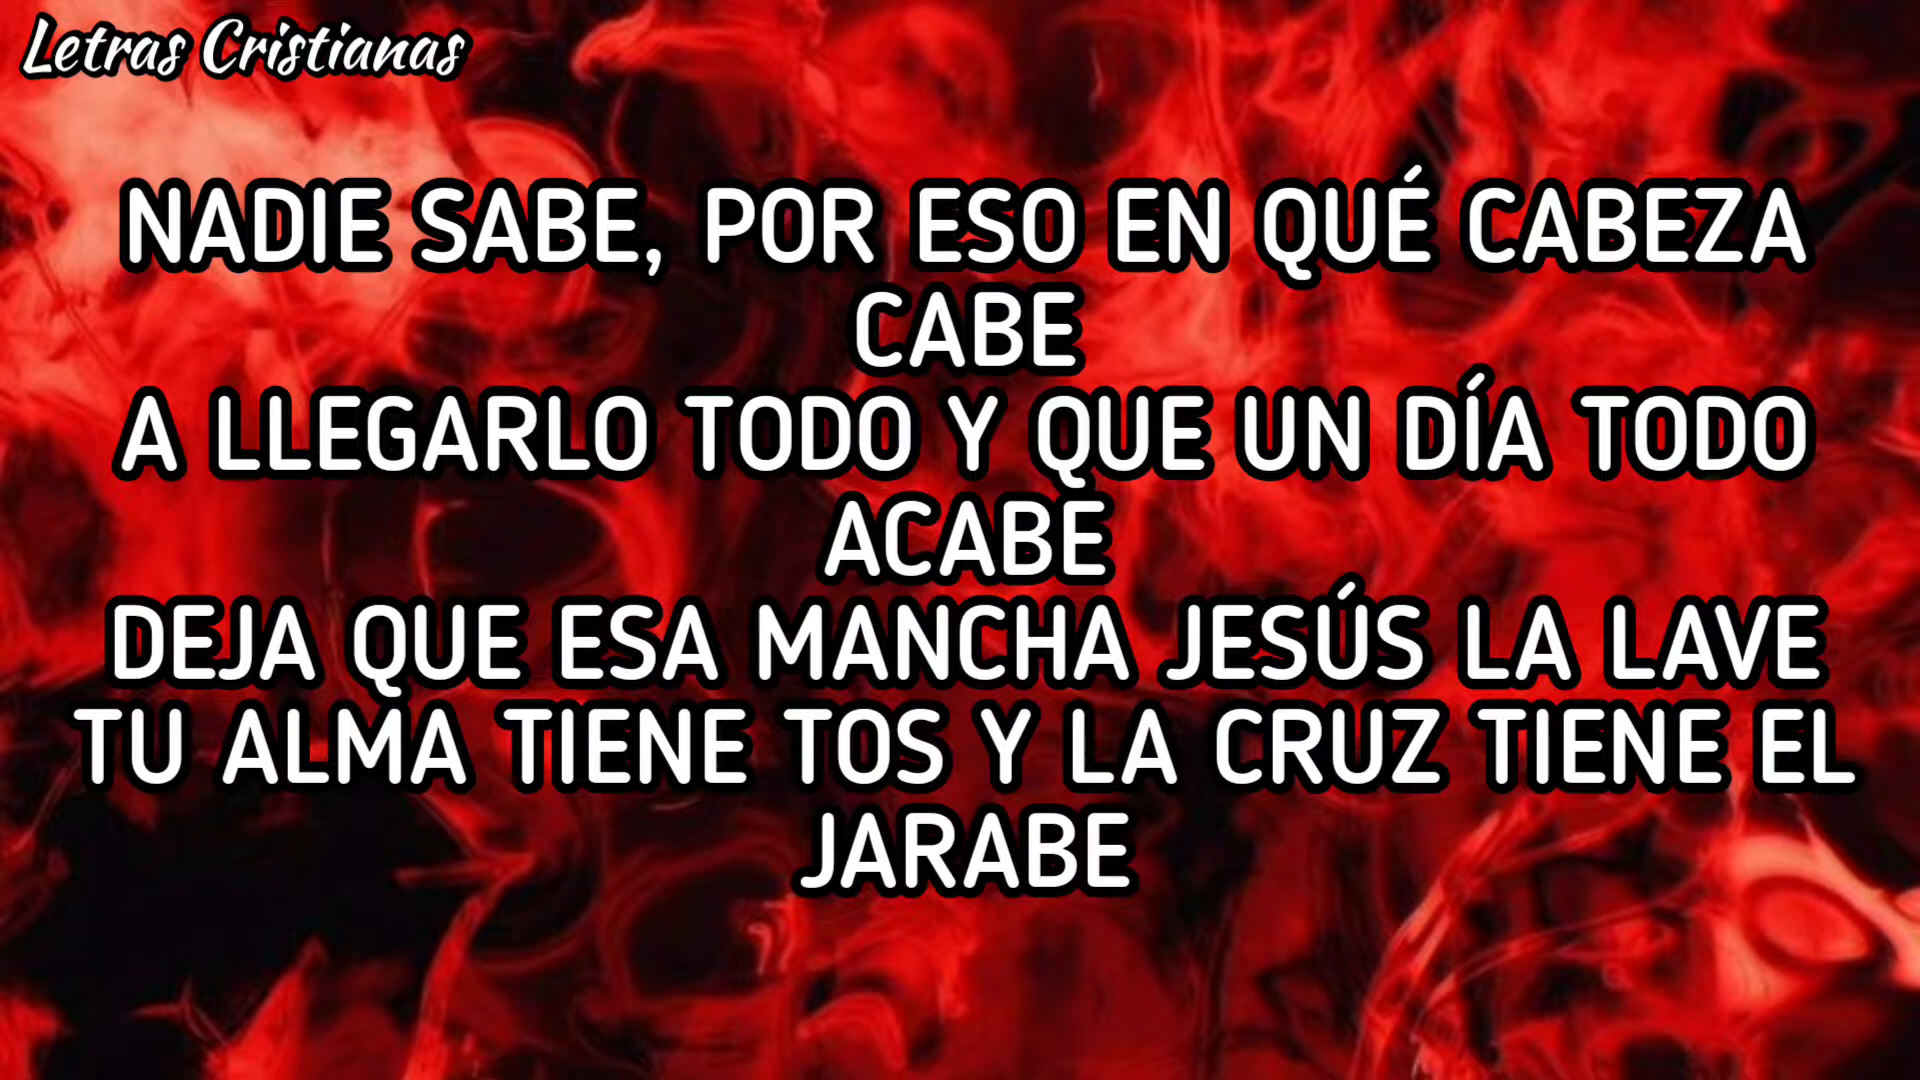 Letras Cristianas
NADIE SABE, POR ESO EN QUÉ CABEZA
CABE
A LLEGARLO TODO Y QUE UN DÍA TODO
ACABE
DEJA QUE ESA MANCHA JESÚS LA LAVE
TU ALMA TIENE TOS Y LA CRUZ TIENE EL
JARABE